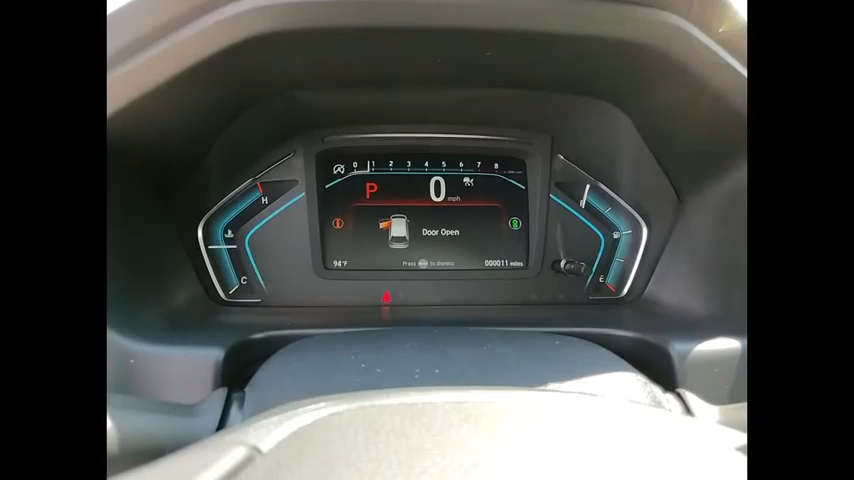 0 1 2 3 4 5 6 7 8
P 0 mph
H
F
Door Open
C
E
94°F Press to dismiss 000011 miles